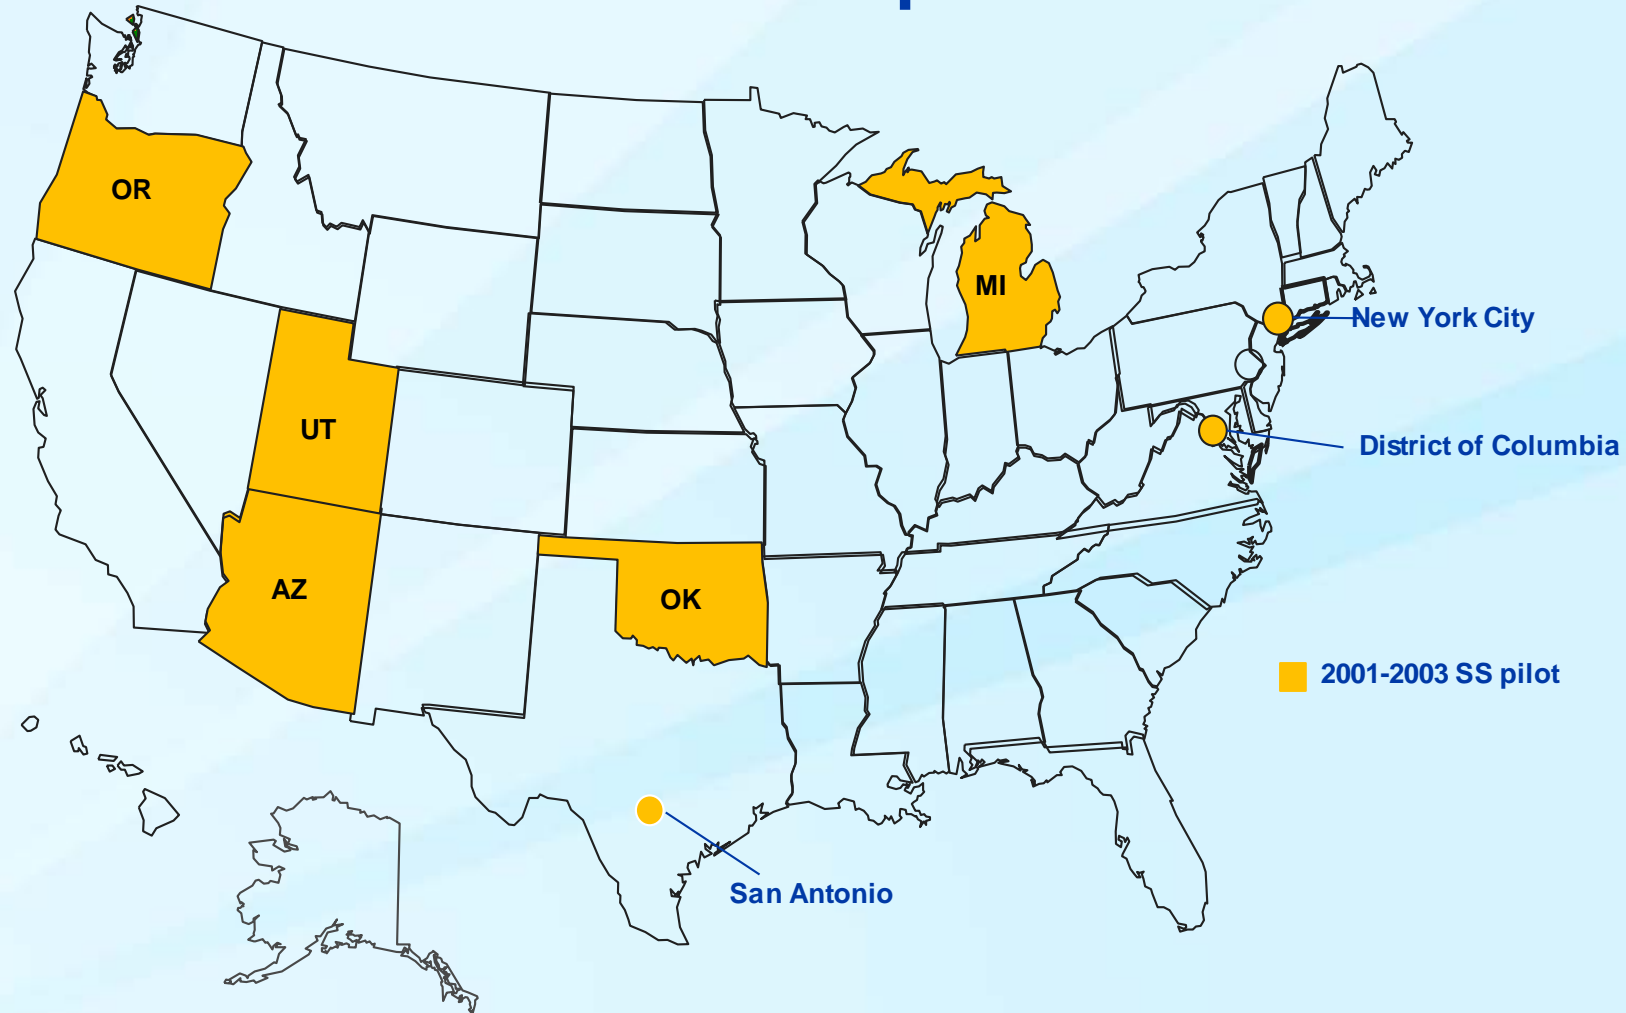 OR
MI
New York City
UT
District of Columbia
AZ
OK
2001-2003 SS pilot
San Antonio